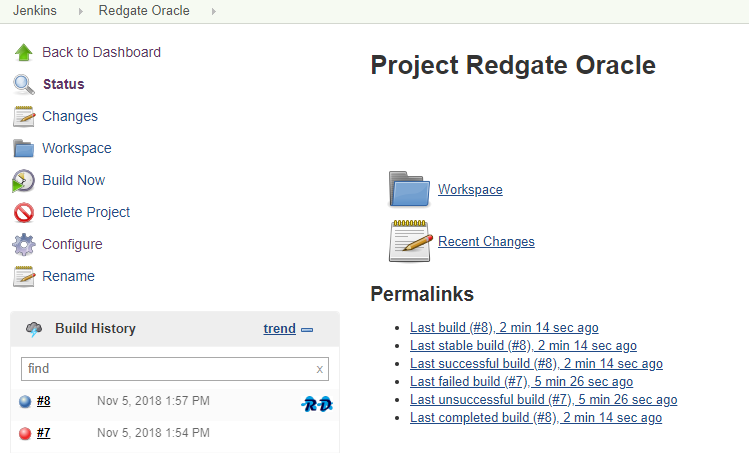 Jenkins Redgate Oracle
Back to Dashboard
Status
Changes
Workspace
Build Now
Delete Project
Configure
Rename
Build History trend
find x
#8 Nov 5, 2018 1:57 PM RD
#7 Nov 5, 2018 1:54 PM
Project Redgate Oracle
Workspace
Recent Changes
Permalinks
Last build (#8), 2 min 14 sec ago
Last stable build (#8), 2 min 14 sec ago
Last successful build (#8), 2 min 14 sec ago
Last failed build (#7), 5 min 26 sec ago
Last unsuccessful build (#7), 5 min 26 sec ago
Last completed build (#8), 2 min 14 sec ago